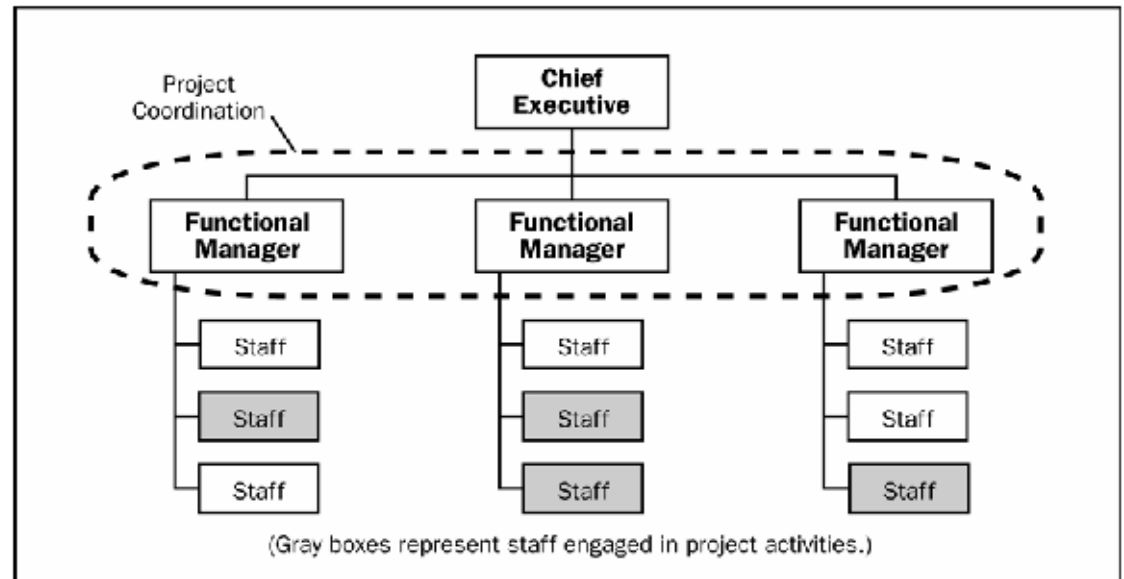 Project
Coordination
Chief
Executive
Functional
Manager
Functional
Manager
Functional
Manager
Staff
Staff
Staff
Staff
Staff
Staff
Staff
Staff
Staff
(Gray boxes represent staff engaged in project activities.)